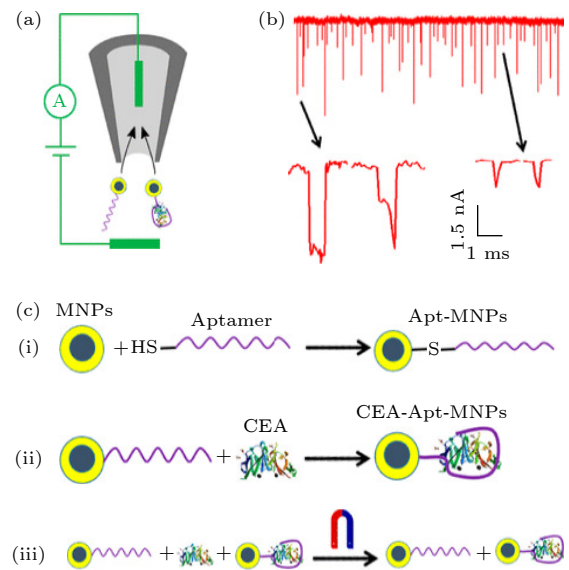 (a)
A
(b)
1.5 nA
1 ms
(c)
MNPs
Aptamer
Apt-MNPs
(i)
+HS
S
CEA
CEA-Apt-MNPs
(ii)
+
(iii)
+ + +